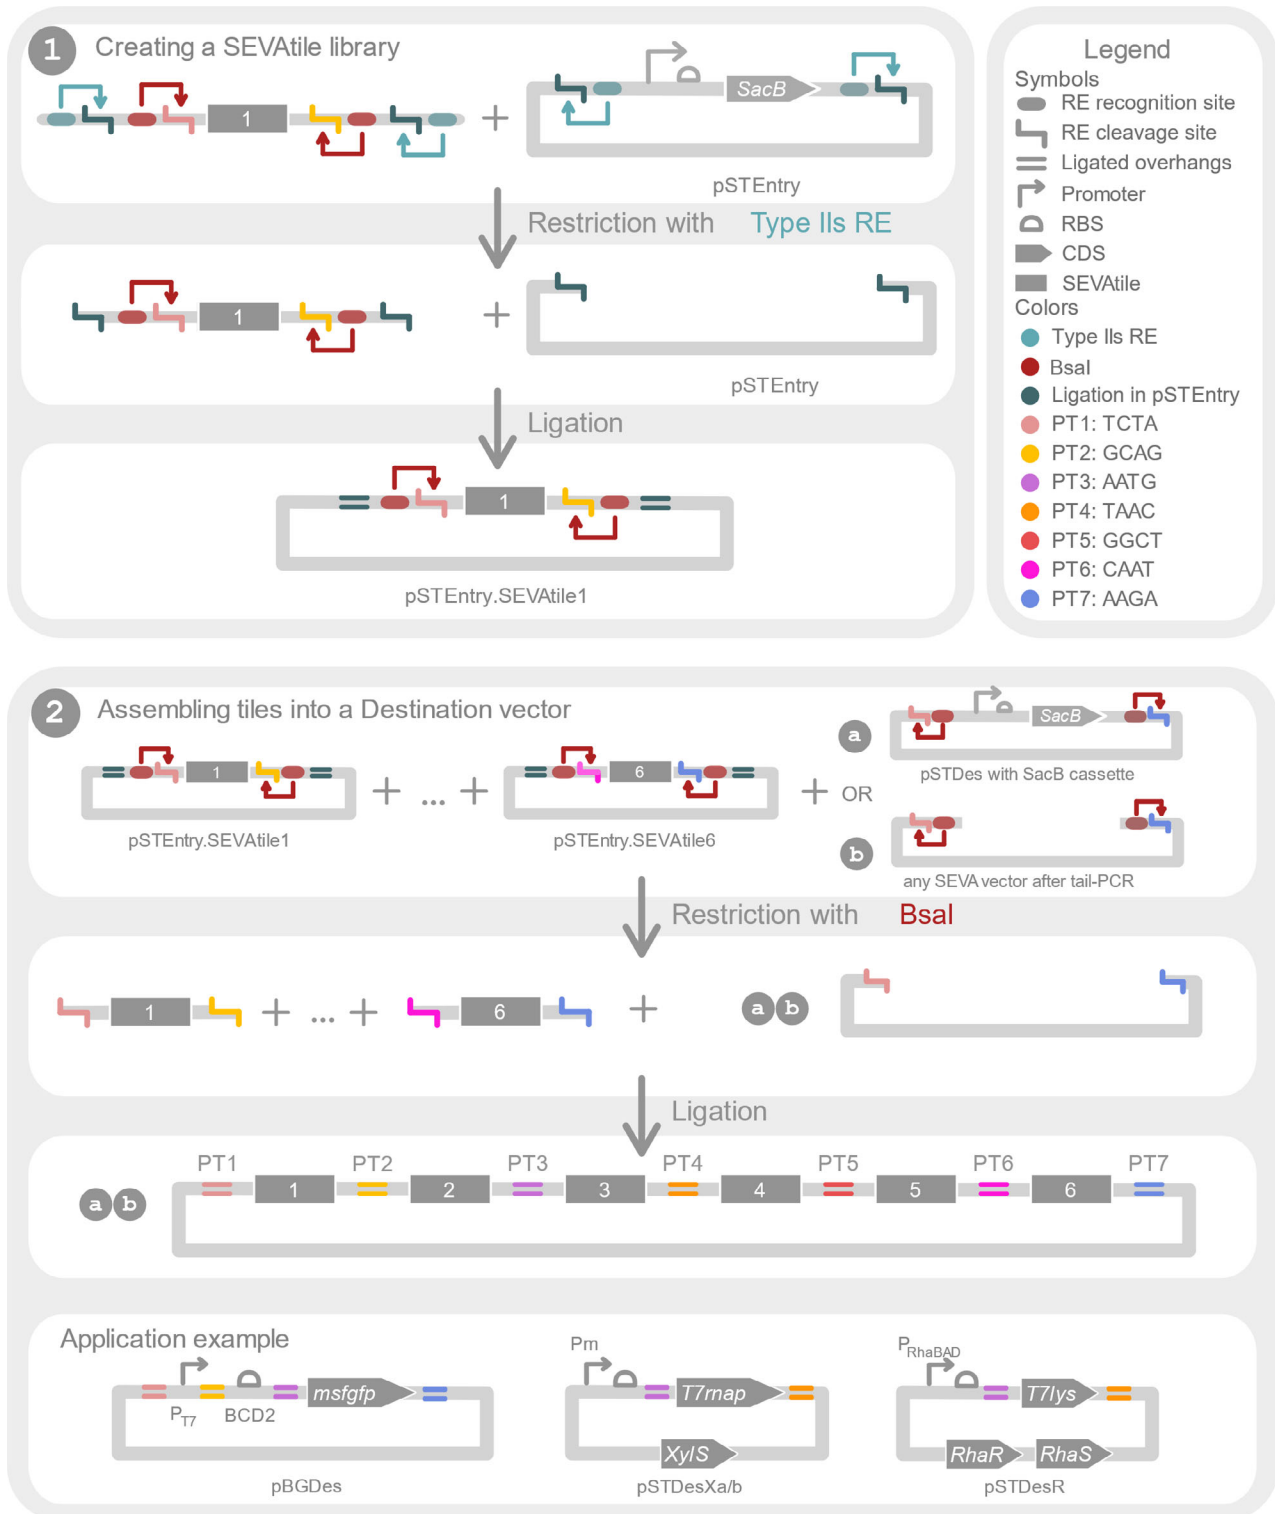 1 Creating a SEVAtile library
SacB
1
pSTEntry
Restriction with Type IIs RE
1
pSTEntry
Ligation
1
pSTEntry.SEVAtile1
Legend
Symbols
RE recognition site
RE cleavage site
Ligated overhangs
Promoter
RBS
CDS
SEVAtile
Colors
Type IIs RE
BsaI
Ligation in pSTEntry
PT1: TCTA
PT2: GCAG
PT3: AATG
PT4: TAAC
PT5: GGCT
PT6: CAAT
PT7: AAGA
2 Assembling tiles into a Destination vector
1
pSTEntry.SEVAtile1
...
6
pSTEntry.SEVAtile6
a
SacB
pSTDes with SacB cassette
OR
b
any SEVA vector after tail-PCR
Restriction with BsaI
1 ... 6 a b
Ligation
PT1 PT2 PT3 PT4 PT5 PT6 PT7
1 2 3 4 5 6
a b
Application example
msfgfp
PT7 BCD2
pBGDes
Pm
T7rnap
XylS
pSTDesXa/b
PRhaBAD
T7lys
RhaR RhaS
pSTDesR